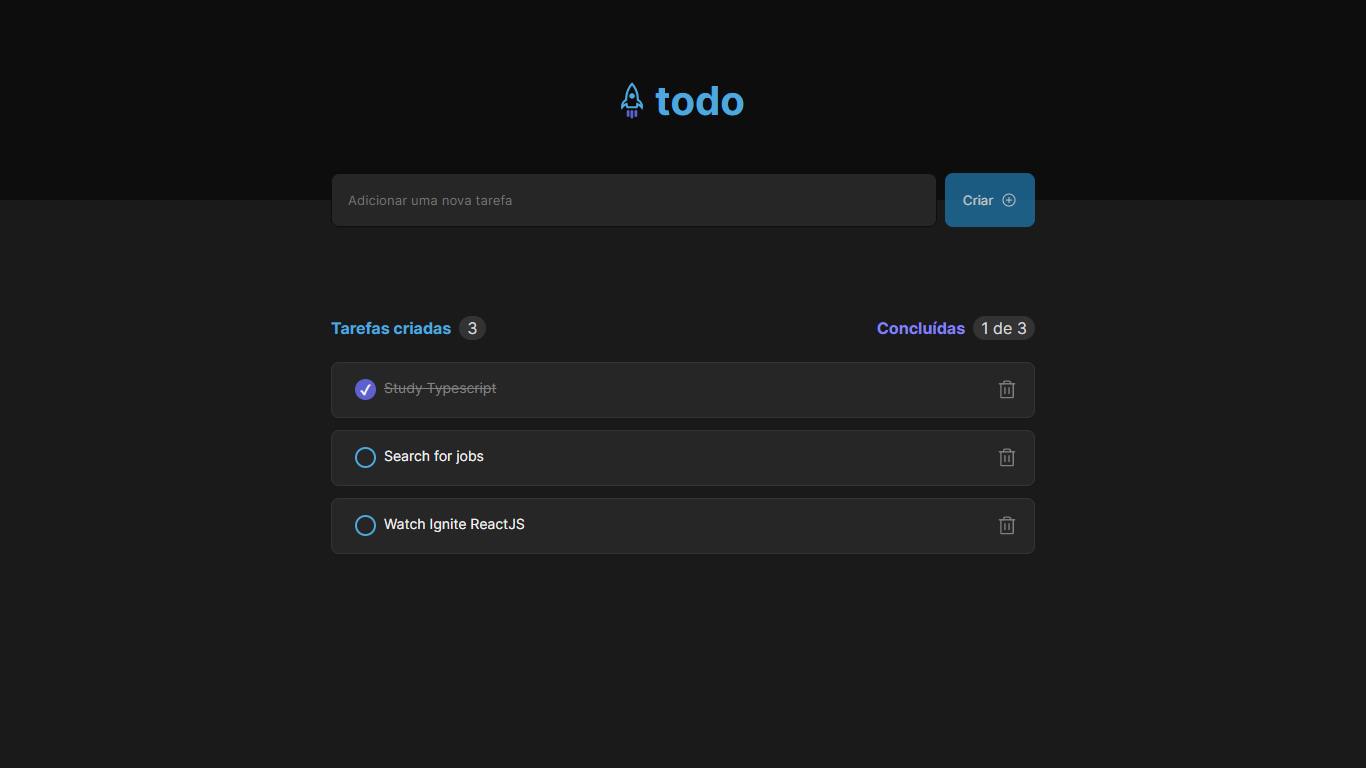 todo
Adicionar uma nova tarefa
Criar
Tarefas criadas 3
Concluídas 1 de 3
Study Typescript
Search for jobs
Watch Ignite ReactJS